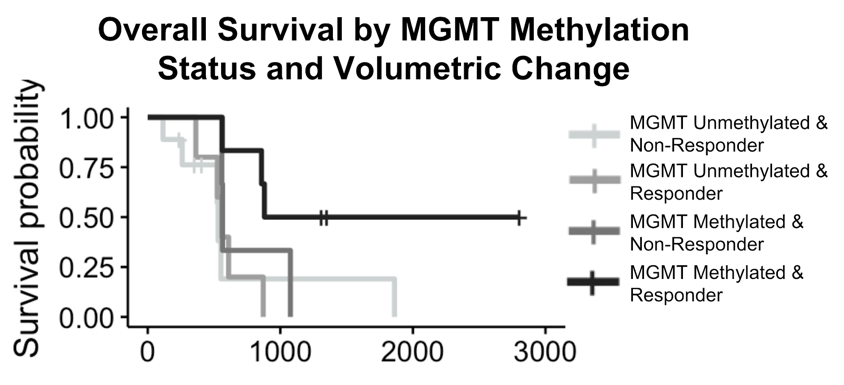 Overall Survival by MGMT Methylation
Status and Volumetric Change
Survival probability
1.00
0.75
0.50
0.25
0.00
0
1000
2000
3000
MGMT Unmethylated &
Non-Responder
MGMT Unmethylated &
Responder
MGMT Methylated &
Non-Responder
MGMT Methylated &
Responder